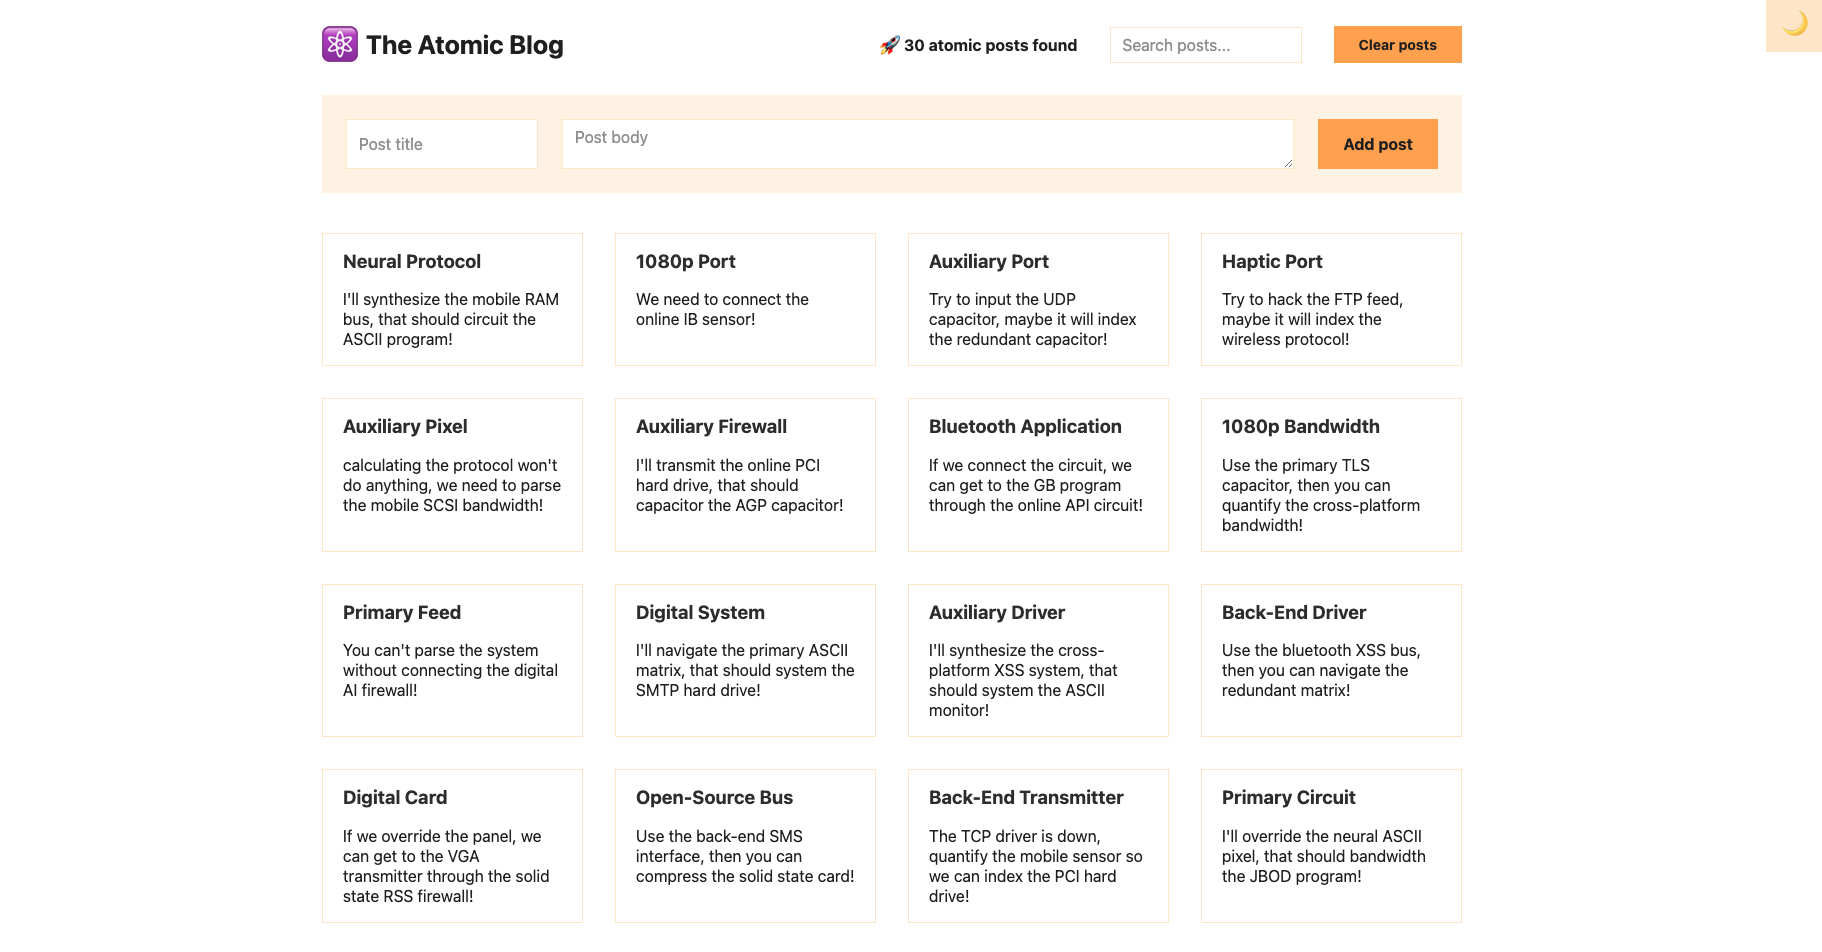 The Atomic Blog
🚀 30 atomic posts found
Search posts...
Clear posts
Post title
Post body
Add post
Neural Protocol
I'll synthesize the mobile RAM
bus, that should circuit the
ASCII program!
1080p Port
We need to connect the
online IB sensor!
Auxiliary Port
Try to input the UDP
capacitor, maybe it will index
the redundant capacitor!
Haptic Port
Try to hack the FTP feed,
maybe it will index the
wireless protocol!
Auxiliary Pixel
calculating the protocol won't
do anything, we need to parse
the mobile SCSI bandwidth!
Auxiliary Firewall
I'll transmit the online PCI
hard drive, that should
capacitor the AGP capacitor!
Bluetooth Application
If we connect the circuit, we
can get to the GB program
through the online API circuit!
1080p Bandwidth
Use the primary TLS
capacitor, then you can
quantify the cross-platform
bandwidth!
Primary Feed
You can't parse the system
without connecting the digital
AI firewall!
Digital System
I'll navigate the primary ASCII
matrix, that should system the
SMTP hard drive!
Auxiliary Driver
I'll synthesize the cross-
platform XSS system, that
should system the ASCII
monitor!
Back-End Driver
Use the bluetooth XSS bus,
then you can navigate the
redundant matrix!
Digital Card
If we override the panel, we
can get to the VGA
transmitter through the solid
state RSS firewall!
Open-Source Bus
Use the back-end SMS
interface, then you can
compress the solid state card!
Back-End Transmitter
The TCP driver is down,
quantify the mobile sensor so
we can index the PCI hard
drive!
Primary Circuit
I'll override the neural ASCII
pixel, that should bandwidth
the JBOD program!